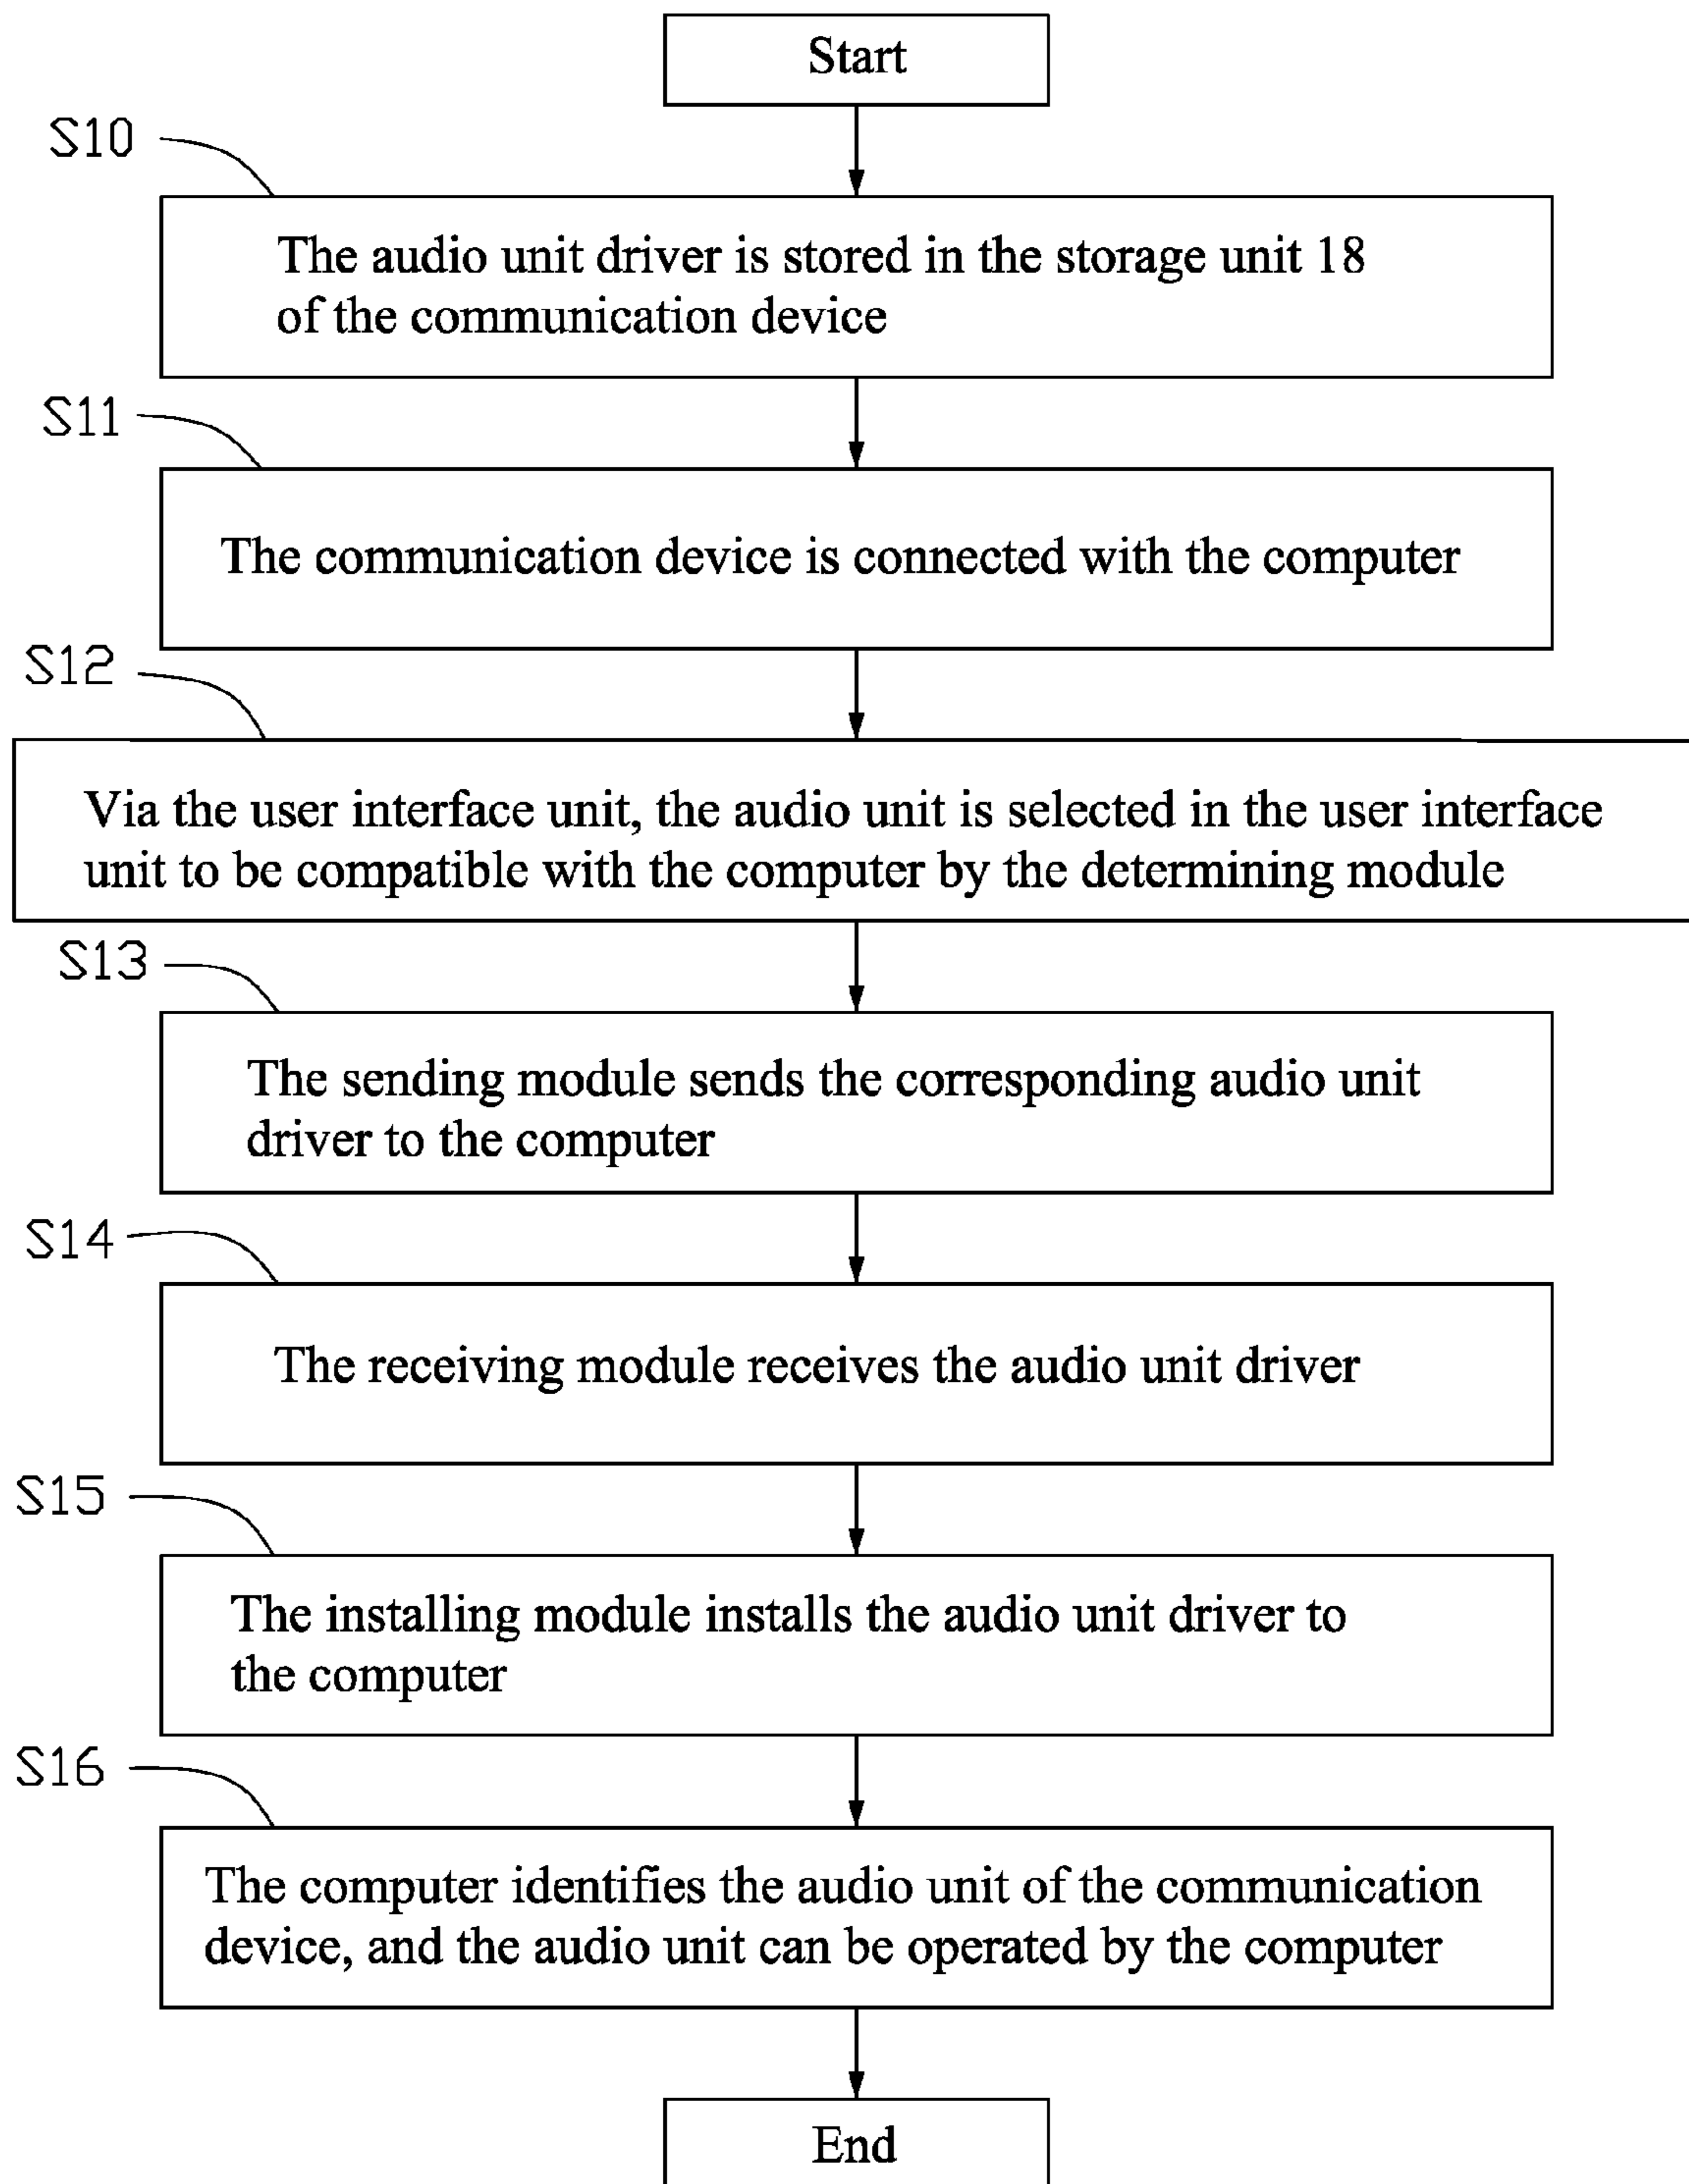 Start
S10
The audio unit driver is stored in the storage unit 18
of the communication device
S11
The communication device is connected with the computer
S12
Via the user interface unit, the audio unit is selected in the user interface
unit to be compatible with the computer by the determining module
S13
The sending module sends the corresponding audio unit
driver to the computer
S14
The receiving module receives the audio unit driver
S15
The installing module installs the audio unit driver to
the computer
S16
The computer identifies the audio unit of the communication
device, and the audio unit can be operated by the computer
End